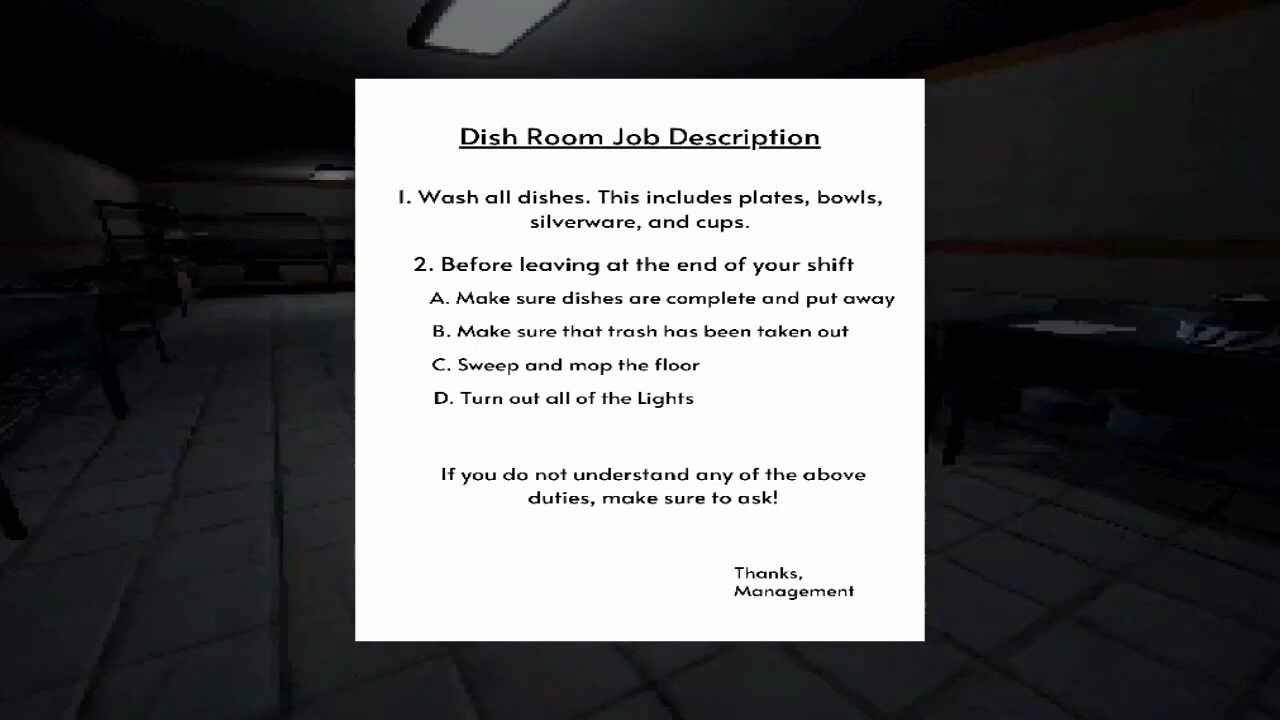 Dish Room Job Description
1. Wash all dishes. This includes plates, bowls,
silverware, and cups.
2. Before leaving at the end of your shift
A. Make sure dishes are complete and put away
B. Make sure that trash has been taken out
C. Sweep and mop the floor
D. Turn out all of the Lights
If you do not understand any of the above
duties, make sure to ask!
Thanks,
Management